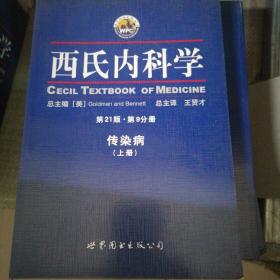 WPC
西氏内科学
CECIL TEXTBOOK OF MEDICINE
总主编 [美] Goldman and Bennett 总主译 王贤才
第21版·第9分册
传染病
(上册)
世界图书出版公司